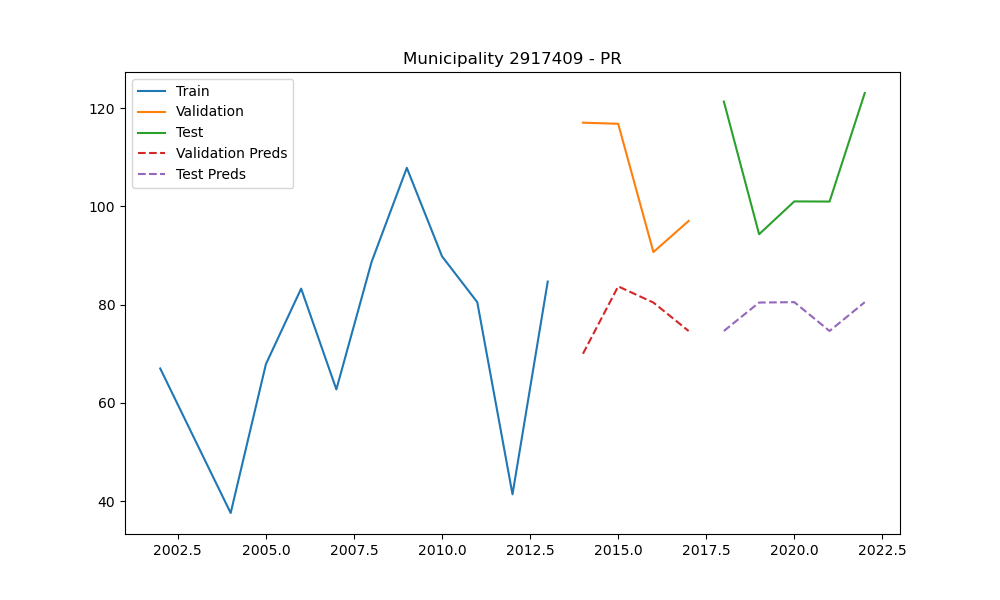 Municipality 2917409 - PR
Train
Validation
Test
Validation Preds
Test Preds
120
100
80
60
40
2002.5 2005.0 2007.5 2010.0 2012.5 2015.0 2017.5 2020.0 2022.5